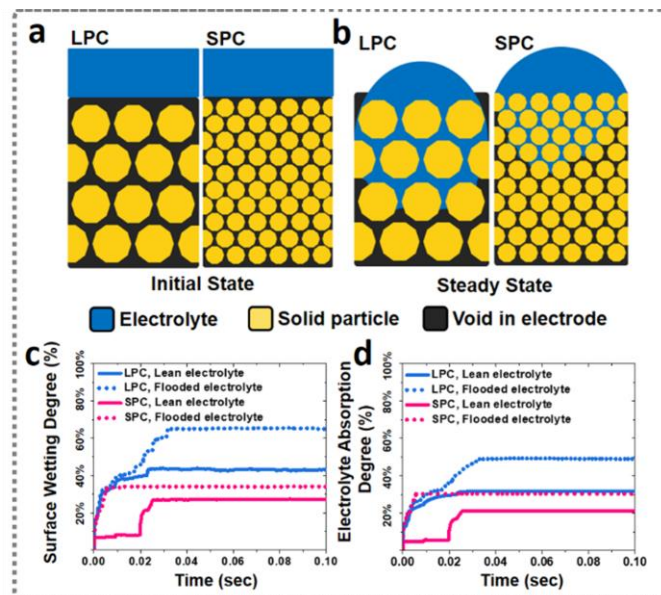 a
LPC SPC
b
LPC SPC
Initial State
Steady State
Electrolyte Solid particle Void in electrode
c
LPC, Lean electrolyte
LPC, Flooded electrolyte
SPC, Lean electrolyte
SPC, Flooded electrolyte
Surface Wetting Degree (%)
100%
80%
60%
40%
20%
0.00 0.02 0.04 0.06 0.08 0.10
Time (sec)
d
LPC, Lean electrolyte
LPC, Flooded electrolyte
SPC, Lean electrolyte
SPC, Flooded electrolyte
Electrolyte Absorption
Degree (%)
100%
80%
60%
40%
20%
0.00 0.02 0.04 0.06 0.08 0.10
Time (sec)